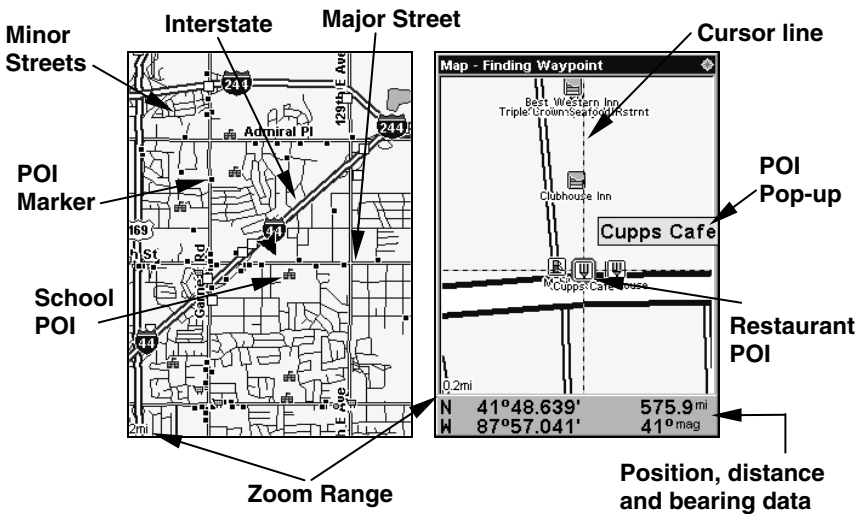 Minor
Streets
Interstate
Major Street
Cursor line
POI
Marker
School
POI
POI
Pop-up
Restaurant
POI
Zoom Range
Position, distance
and bearing data
244
129th E Ave
244
Admiral Pl
169
h St
44
Garnett Rd
44
h E Ave
2mi
Map - Finding Waypoint
Best Western Inn
Triple Crown Seafood Rstrnt
Clubhouse Inn
Cupps Cafe
Cupps Cafe
0.2mi
N 41°48.639' 575.9 mi
W 87°57.041' 41° mag